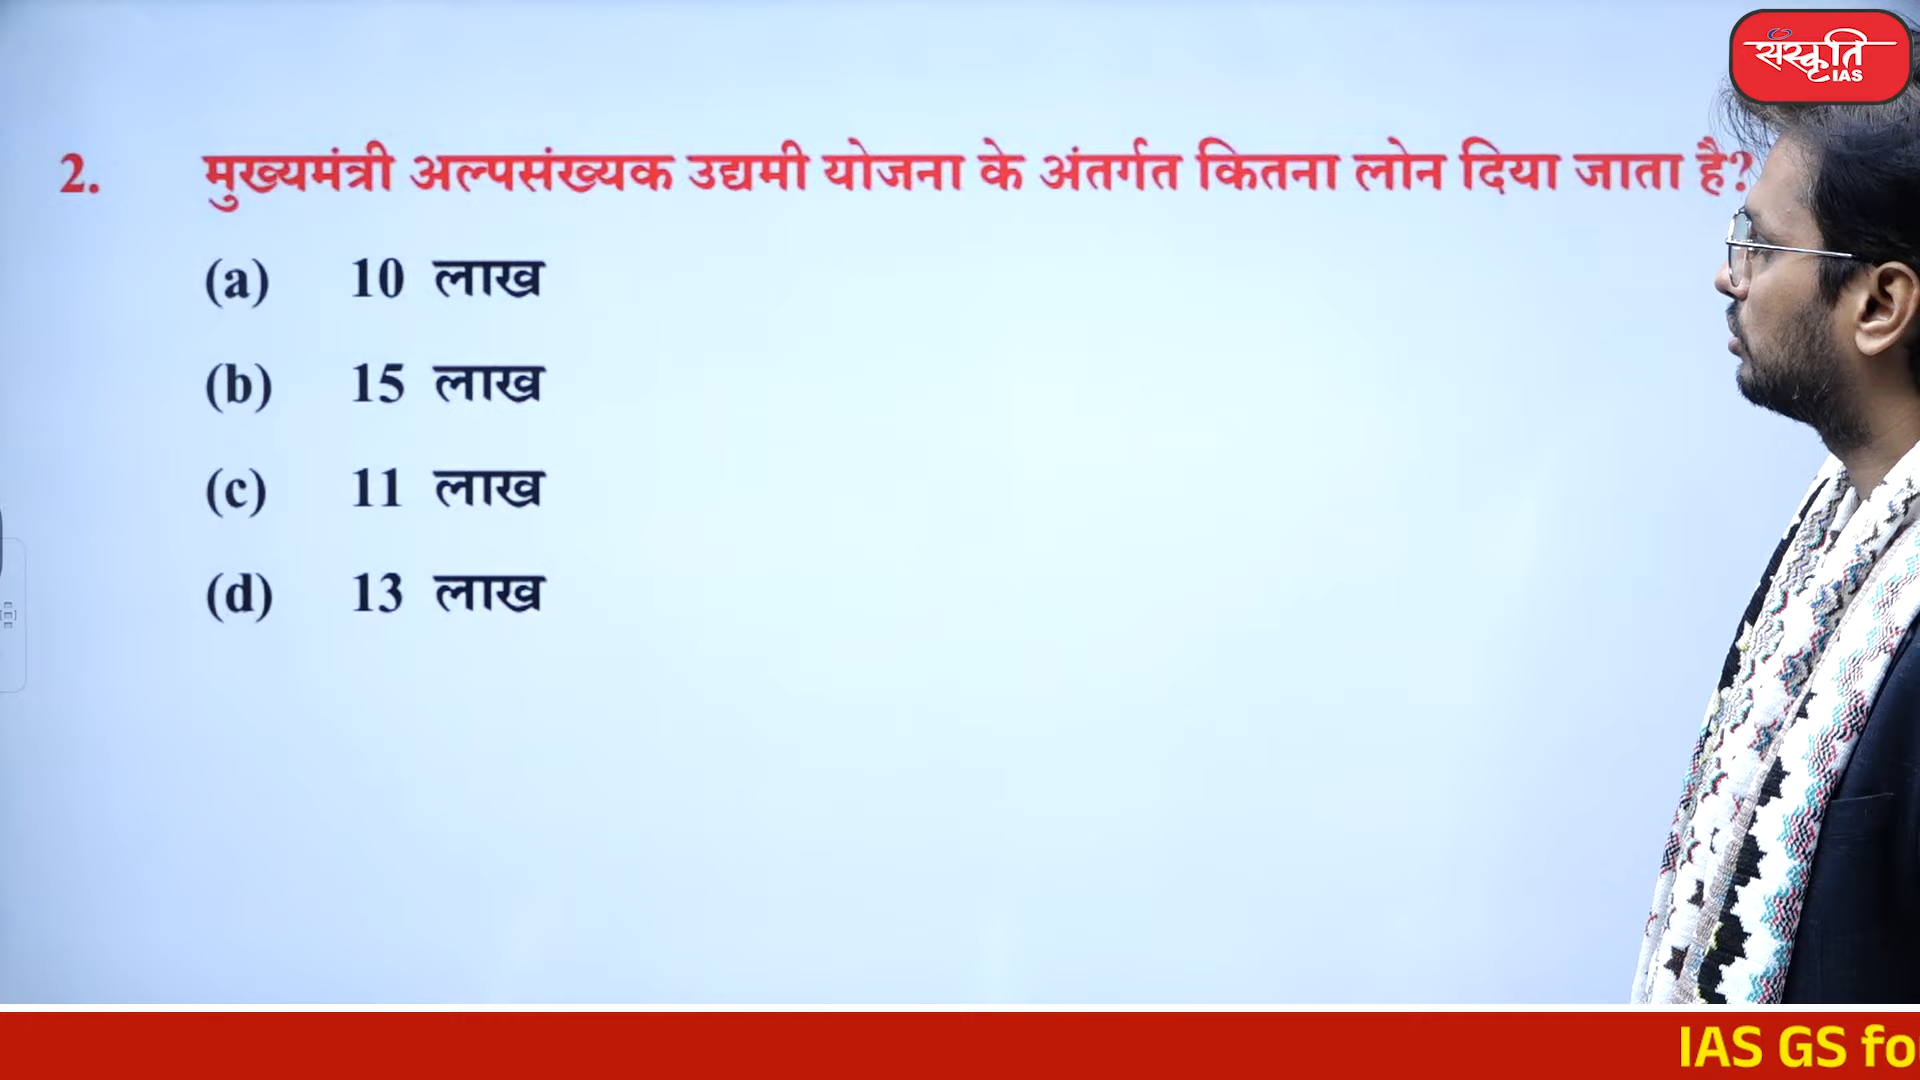 संस्कृति
IAS
2. मुख्यमंत्री अल्पसंख्यक उद्यमी योजना के अंतर्गत कितना लोन दिया जाता है?
(a) 10 लाख
(b) 15 लाख
(c) 11 लाख
(d) 13 लाख
IAS GS fo